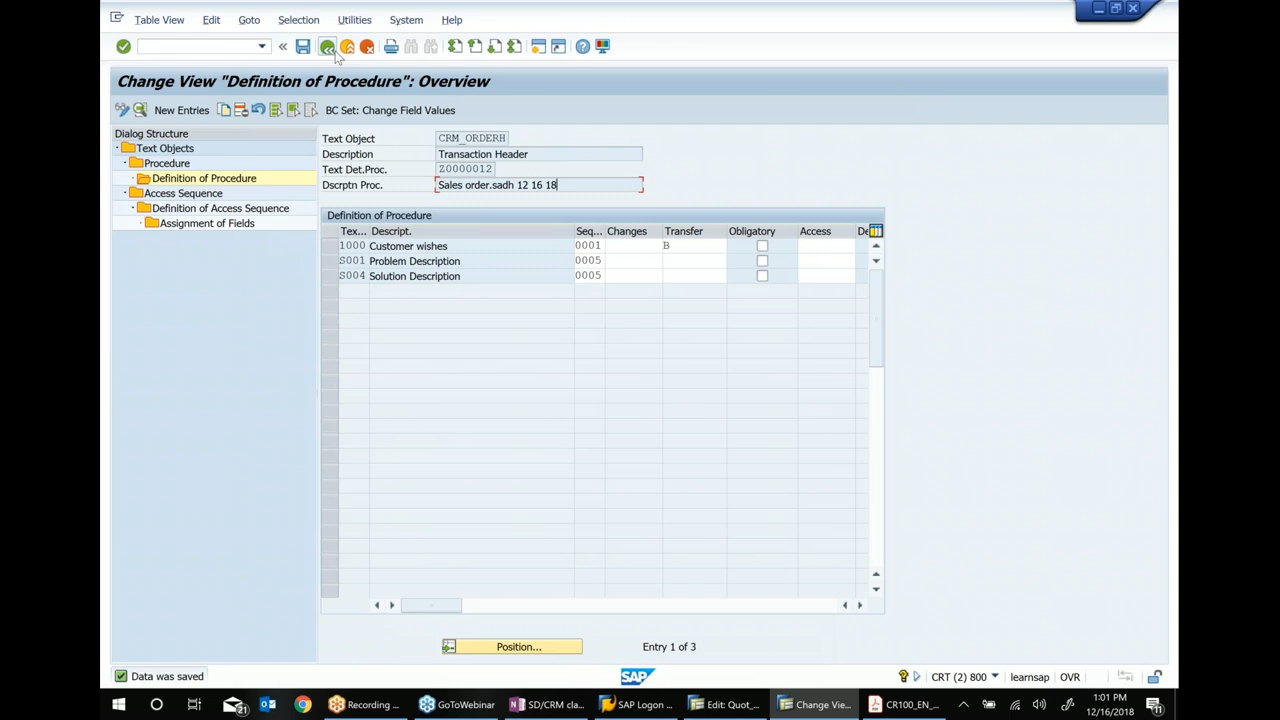 Table View Edit Goto Selection Utilities System Help
Change View "Definition of Procedure": Overview
New Entries BC Set: Change Field Values
Dialog Structure
Text Objects
Procedure
Definition of Procedure
Access Sequence
Definition of Access Sequence
Assignment of Fields
Text Object CRM_ORDERH
Description Transaction Header
Text Det.Proc. Z0000012
Dscrptn Proc. Sales order.sadh 12 16 18
Definition of Procedure
Tex... Descript. Seq... Changes Transfer Obligatory Access De
1000 Customer wishes 0001 B
S001 Problem Description 0005
S004 Solution Description 0005
Position... Entry 1 of 3
Data was saved SAP CRT (2) 800 learnsap OVR
21 Recording ... GoToWebinar SD/CRM cla... SAP Logon ... Edit: Quot_... Change Vie... CR100_EN_... 1:01 PM
12/16/2018 11